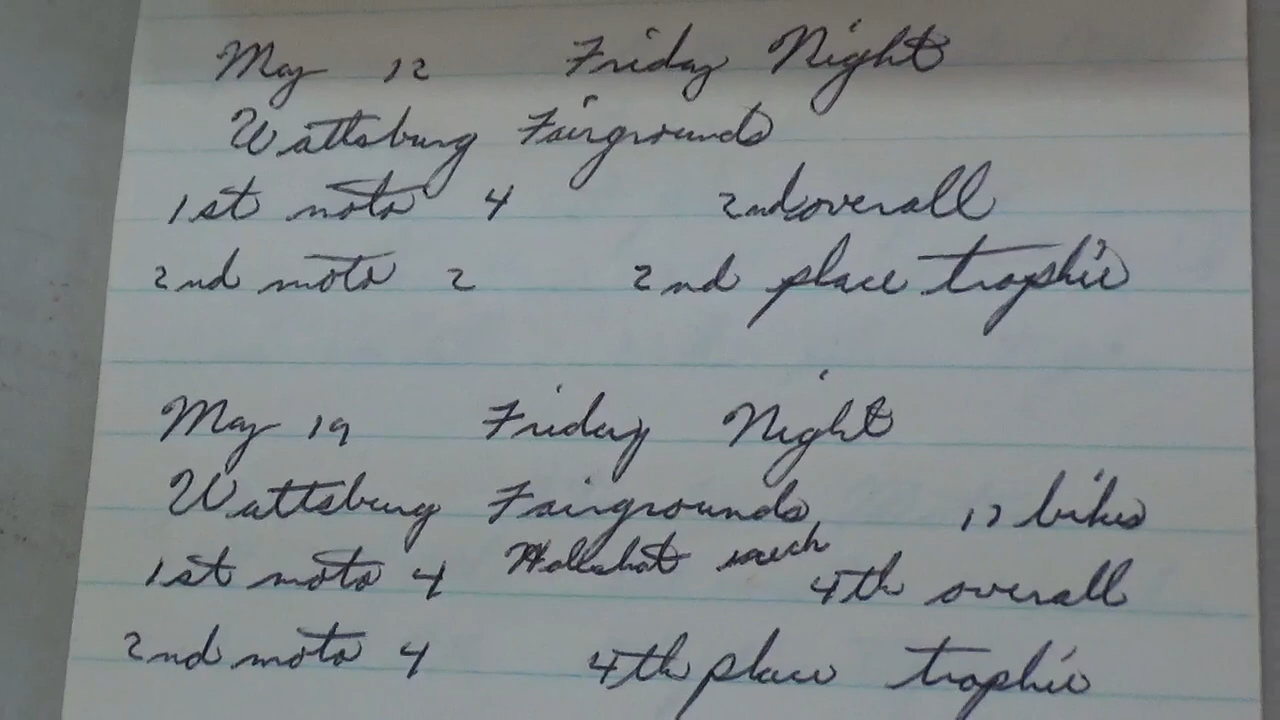 May 12 Friday Night
Wattsburg Fairgrounds
1st moto 4 2nd overall
2nd moto 2 2nd place trophie
May 19 Friday Night
Wattsburg Fairgrounds, bikes
1st moto 4 Holeshot 4th overall
2nd moto 4 4th place trophie